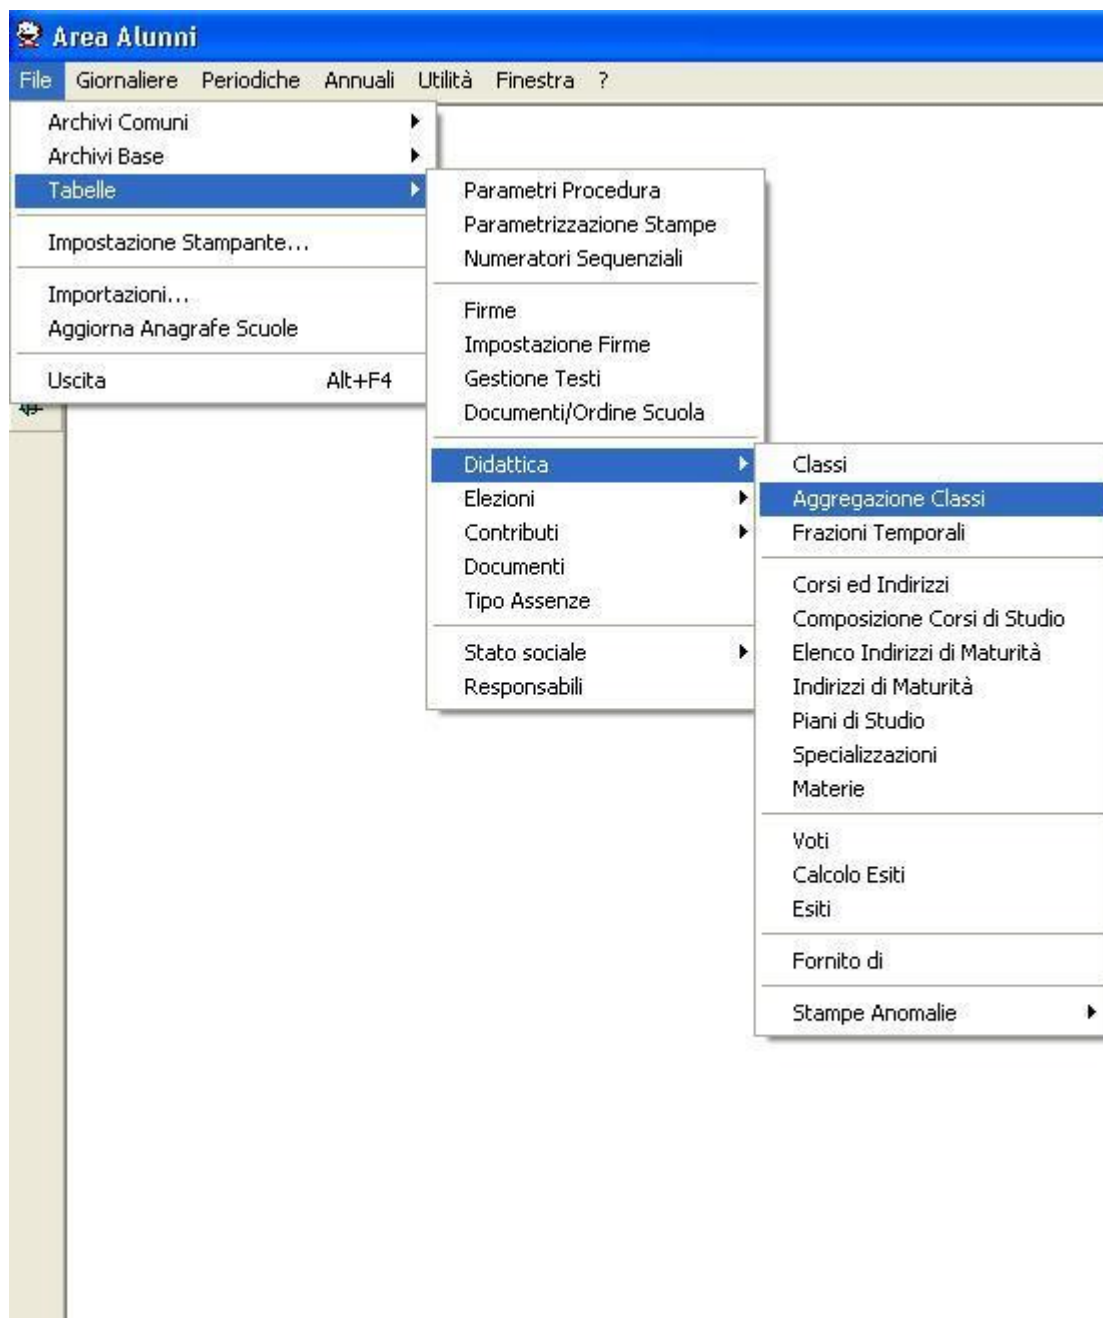 Area Alunni
File Giornaliere Periodiche Annuali Utilità Finestra ?
Archivi Comuni
Archivi Base
Tabelle
Impostazione Stampante...
Importazioni...
Aggiorna Anagrafe Scuole
Uscita Alt+F4
Parametri Procedura
Parametrizzazione Stampe
Numeratori Sequenziali
Firme
Impostazione Firme
Gestione Testi
Documenti/Ordine Scuola
Didattica
Elezioni
Contributi
Documenti
Tipo Assenze
Stato sociale
Responsabili
Classi
Aggregazione Classi
Frazioni Temporali
Corsi ed Indirizzi
Composizione Corsi di Studio
Elenco Indirizzi di Maturità
Indirizzi di Maturità
Piani di Studio
Specializzazioni
Materie
Voti
Calcolo Esiti
Esiti
Fornito di
Stampe Anomalie